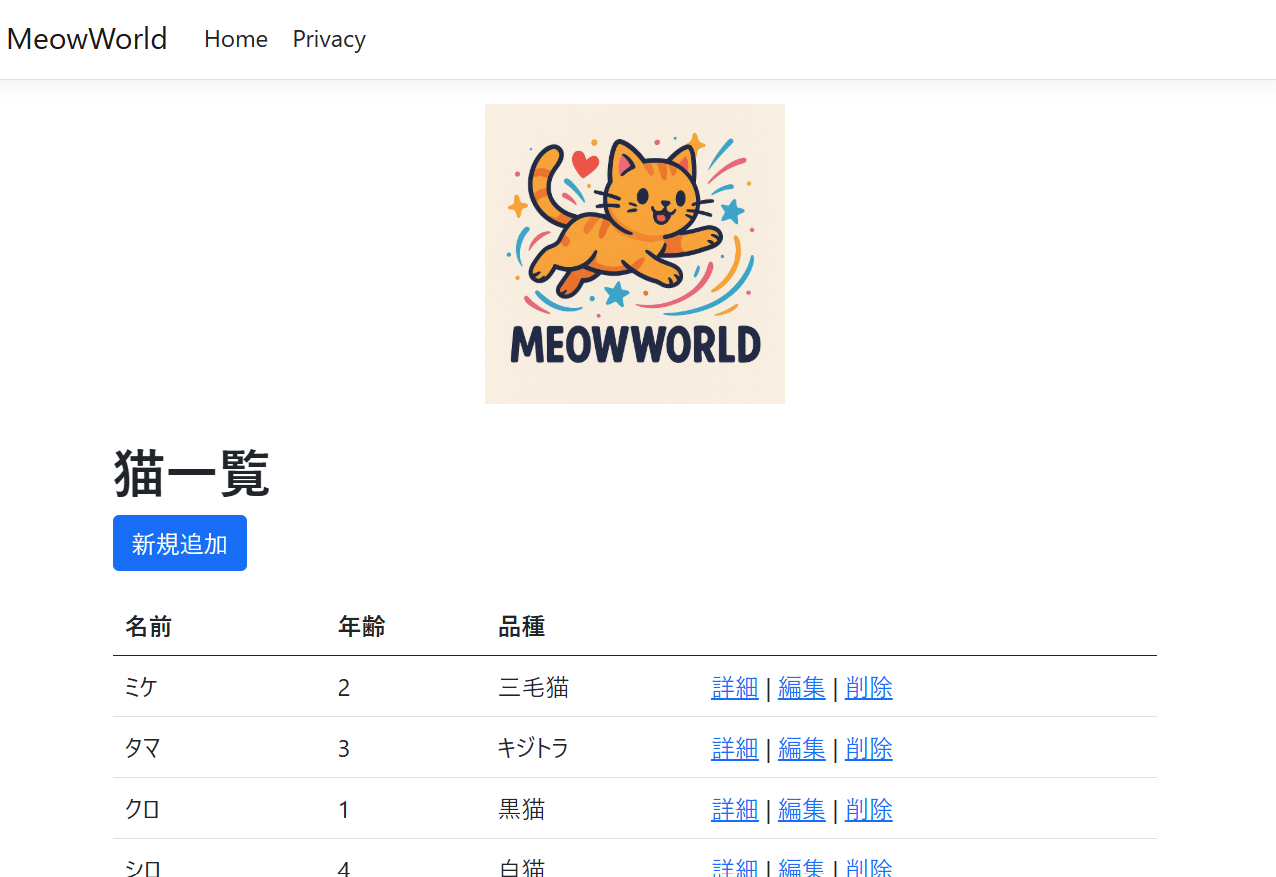 MeowWorld Home Privacy
MEOWWORLD
猫一覧
新規追加
名前 年齢 品種
ミケ 2 三毛猫 詳細 | 編集 | 削除
タマ 3 キジトラ 詳細 | 編集 | 削除
クロ 1 黒猫 詳細 | 編集 | 削除
シロ 4 白猫 詳細 | 編集 | 削除